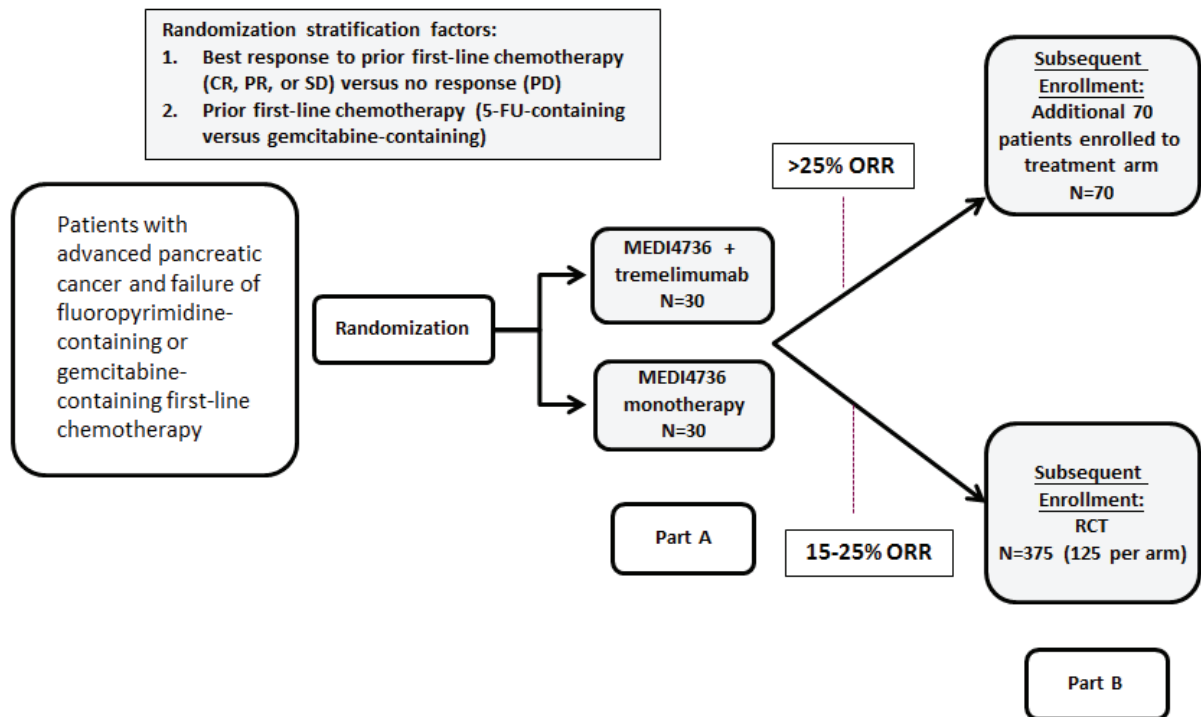 Randomization stratification factors:
1. Best response to prior first-line chemotherapy
(CR, PR, or SD) versus no response (PD)
2. Prior first-line chemotherapy (5-FU-containing
versus gemcitabine-containing)
Patients with
advanced pancreatic
cancer and failure of
fluoropyrimidine-
containing or
gemcitabine-
containing first-line
chemotherapy
Randomization
MEDI4736 +
tremelimumab
N=30
MEDI4736
monotherapy
N=30
Part A
>25% ORR
15-25% ORR
Subsequent
Enrollment:
Additional 70
patients enrolled to
treatment arm
N=70
Subsequent
Enrollment:
RCT
N=375 (125 per arm)
Part B